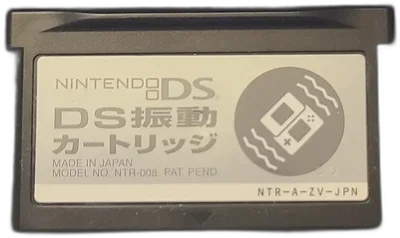 NINTENDO DS
DS振動
カートリッジ
MADE IN JAPAN
MODEL NO. NTR-008 PAT. PEND.
NTR-A-ZV-JPN